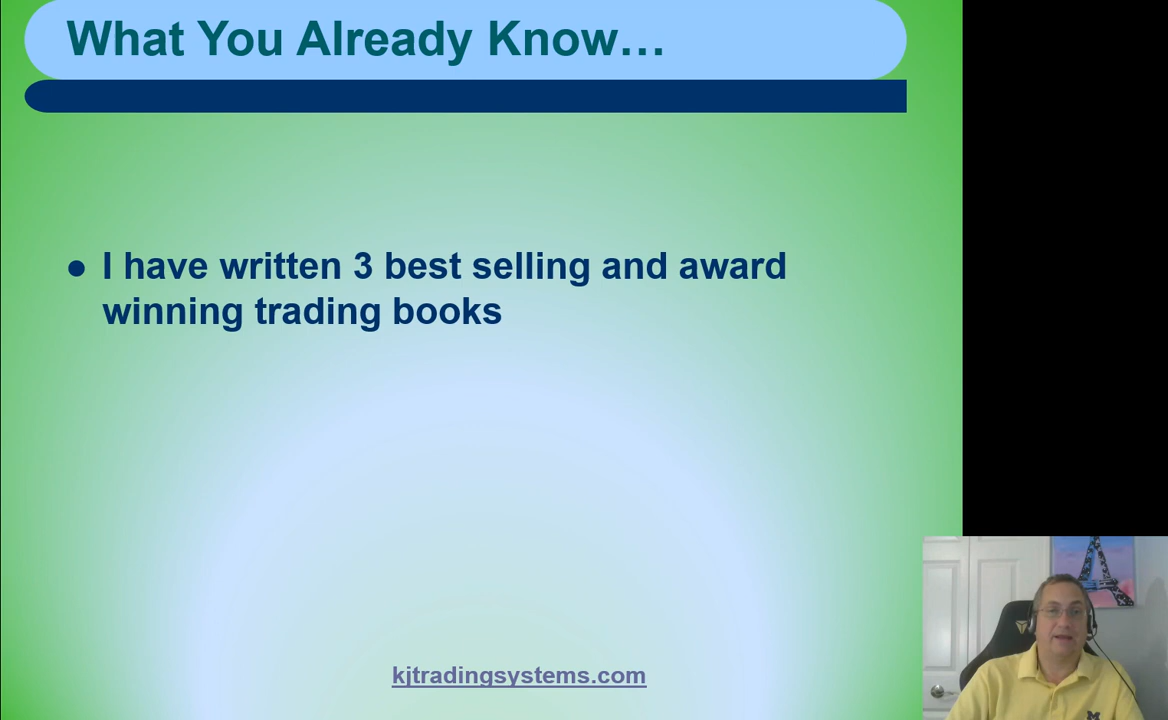 What You Already Know…
● I have written 3 best selling and award
winning trading books
kjtradingsystems.com
M